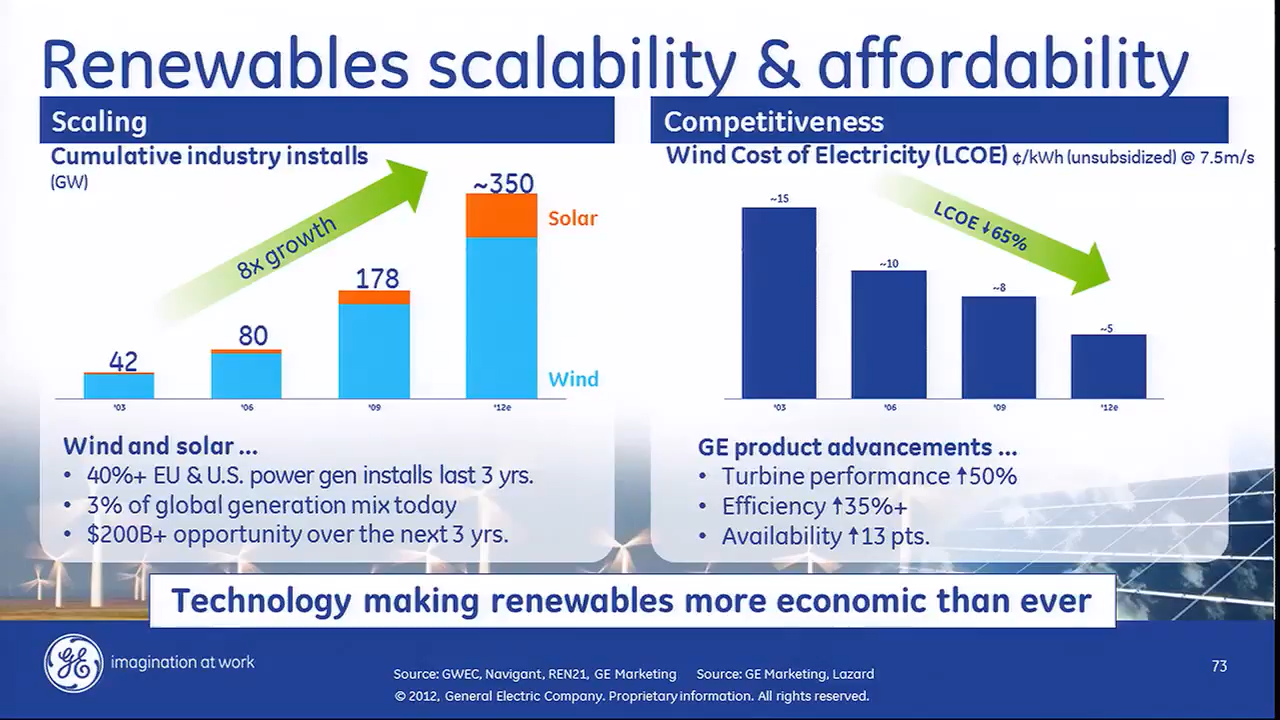 Renewables scalability & affordability
Scaling
Cumulative industry installs
(GW)
8x growth
42
80
178
~350
Solar
Wind
'03
'06
'09
'12e
Wind and solar ...
• 40%+ EU & U.S. power gen installs last 3 yrs.
• 3% of global generation mix today
• $200B+ opportunity over the next 3 yrs.
Competitiveness
Wind Cost of Electricity (LCOE) ¢/kWh (unsubsidized) @ 7.5m/s
LCOE ↓65%
~15
~10
~8
~5
'03
'06
'09
'12e
GE product advancements ...
• Turbine performance ↑50%
• Efficiency ↑35%+
• Availability ↑13 pts.
Technology making renewables more economic than ever
GE
imagination at work
Source: GWEC, Navigant, REN21, GE Marketing Source: GE Marketing, Lazard
© 2012, General Electric Company. Proprietary information. All rights reserved.
73